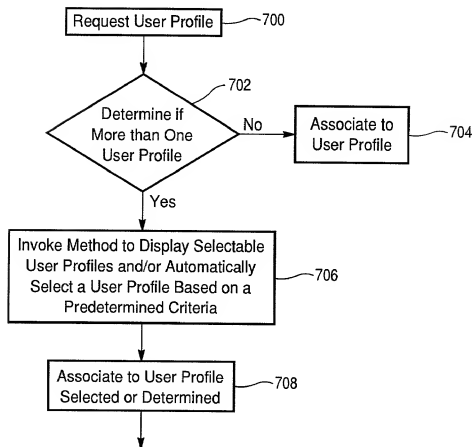 Request User Profile
700
702
Determine if
More than One
User Profile
No
Associate to
User Profile
704
Yes
Invoke Method to Display Selectable
User Profiles and/or Automatically
Select a User Profile Based on a
Predetermined Criteria
706
Associate to User Profile
Selected or Determined
708